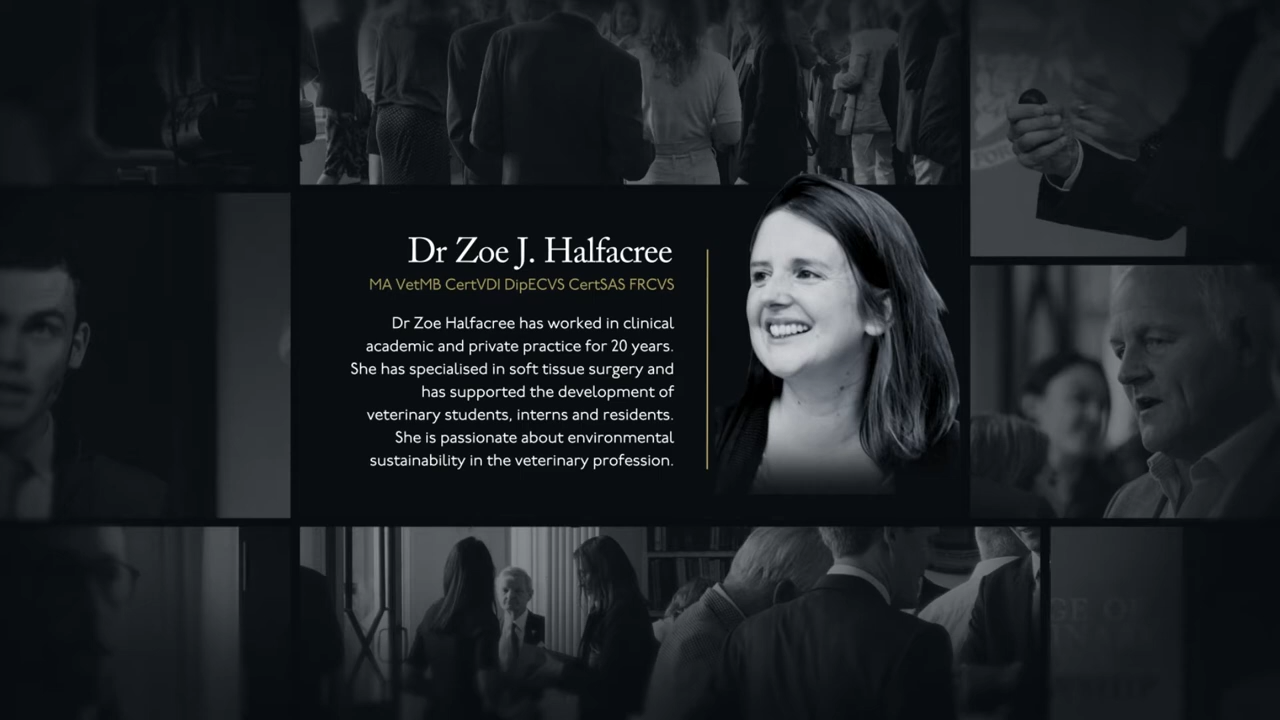 Dr Zoe J. Halfacree
MA VetMB CertVDI DipECVS CertSAS FRCVS
Dr Zoe Halfacree has worked in clinical
academic and private practice for 20 years.
She has specialised in soft tissue surgery and
has supported the development of
veterinary students, interns and residents.
She is passionate about environmental
sustainability in the veterinary profession.
GE OF